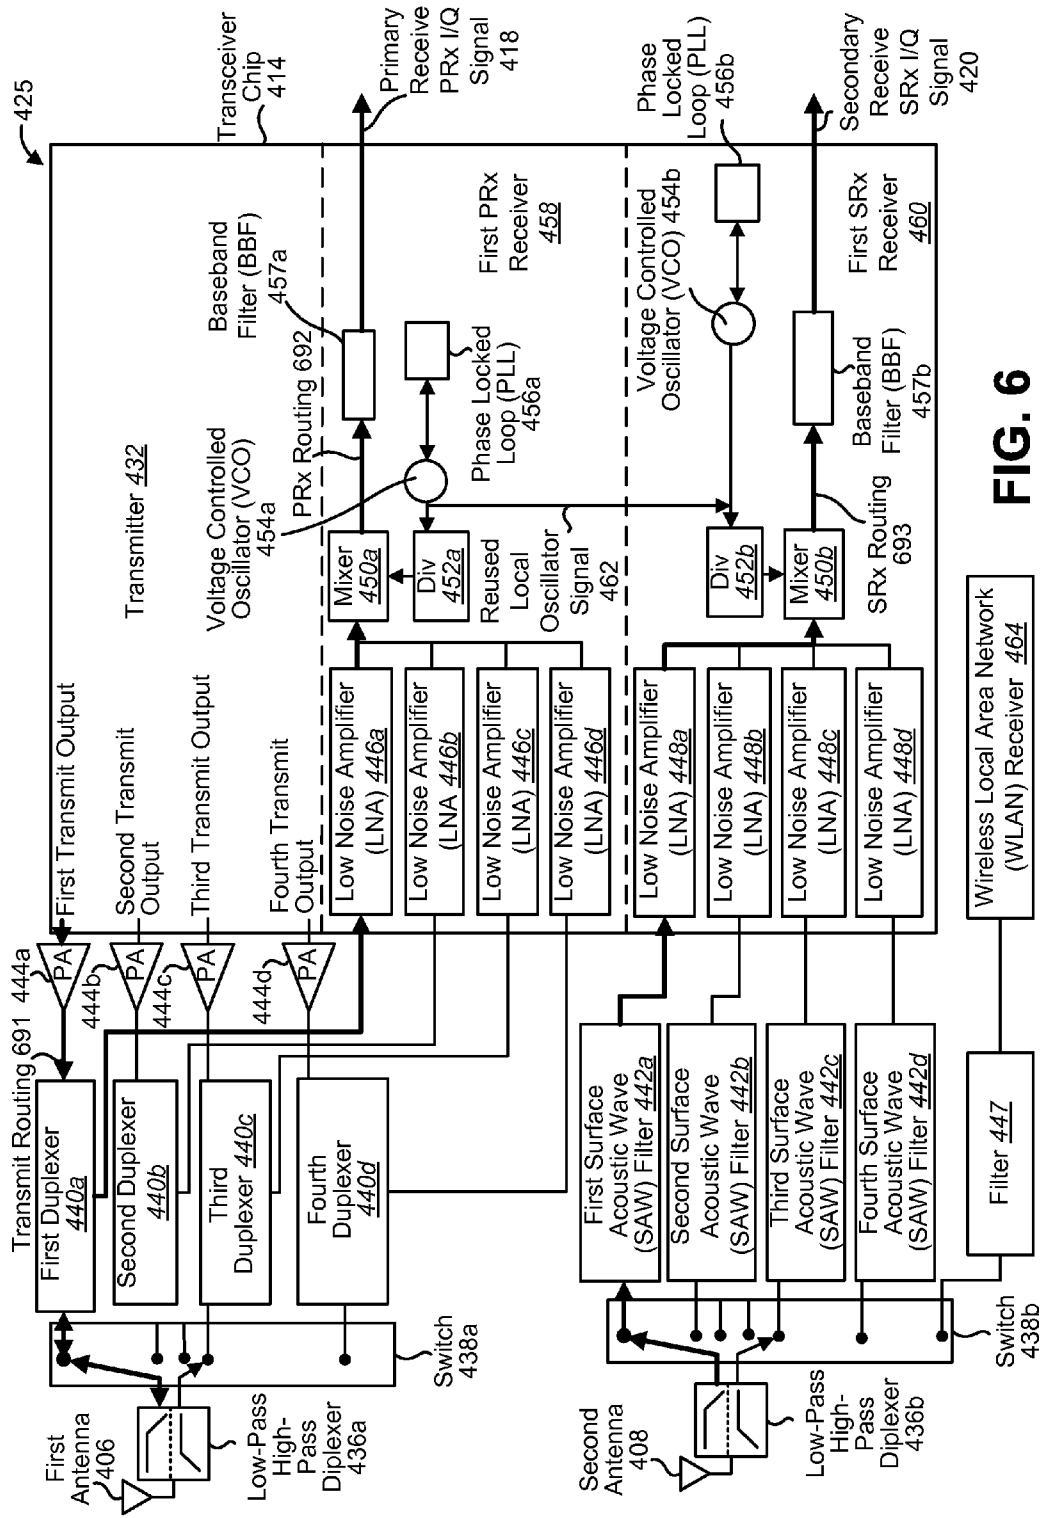 425
Transceiver
Chip
414
Primary
Receive
PRx I/Q
Signal
418
Secondary
Receive
SRx I/Q
Signal
420
Transmitter 432
First Transmit Output
Second Transmit
Output
Third Transmit Output
Fourth Transmit
Output
PA
444a
PA
444b
PA
444c
PA
444d
Transmit Routing 691
First Duplexer
440a
Second Duplexer
440b
Third
Duplexer 440c
Fourth
Duplexer
440d
Switch
438a
First
Antenna
406
Low-Pass
High-
Pass
Diplexer
436a
Voltage Controlled
Oscillator (VCO)
454a
PRx Routing 692
Baseband
Filter (BBF)
457a
First PRx
Receiver
458
Phase Locked
Loop (PLL)
456a
Mixer
450a
Div
452a
Reused Local
Oscillator
Signal
462
Low Noise Amplifier
(LNA) 446a
Low Noise Amplifier
(LNA 446b
Low Noise Amplifier
(LNA) 446c
Low Noise Amplifier
(LNA) 446d
Phase
Locked
Loop (PLL)
456b
Voltage Controlled
Oscillator (VCO) 454b
First SRx
Receiver
460
Div
452b
Mixer
450b
Baseband
Filter (BBF)
457b
SRx Routing
693
Low Noise Amplifier
(LNA) 448a
Low Noise Amplifier
(LNA) 448b
Low Noise Amplifier
(LNA) 448c
Low Noise Amplifier
(LNA) 448d
First Surface
Acoustic Wave
(SAW) Filter 442a
Second Surface
Acoustic Wave
(SAW) Filter 442b
Third Surface
Acoustic Wave
(SAW) Filter 442c
Fourth Surface
Acoustic Wave
(SAW) Filter 442d
Filter 447
Wireless Local Area Network
(WLAN) Receiver 464
Switch
438b
Second
Antenna
408
Low-Pass
High-
Pass
Diplexer
436b
FIG. 6